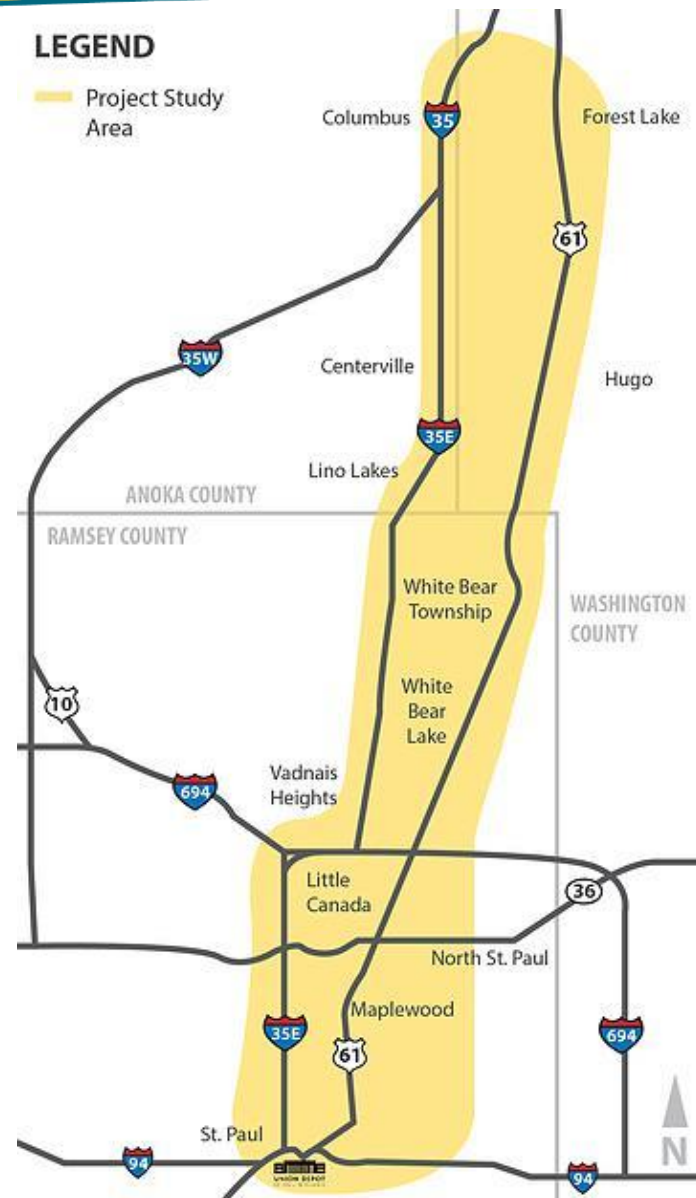 LEGEND
Project Study
Area
Columbus
35
Forest Lake
61
35W
Centerville
Hugo
35E
Lino Lakes
ANOKA COUNTY
RAMSEY COUNTY
White Bear
Township
WASHINGTON
COUNTY
White
Bear
Lake
10
Vadnais
Heights
694
Little
Canada
36
North St. Paul
Maplewood
35E
61
694
St. Paul
N
94
UNION DEPOT
94